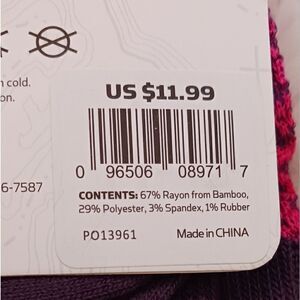 n cold.
on.
US $11.99
0 96506 08971 7
6-7587
CONTENTS: 67% Rayon from Bamboo,
29% Polyester, 3% Spandex, 1% Rubber
PO13961 Made in CHINA